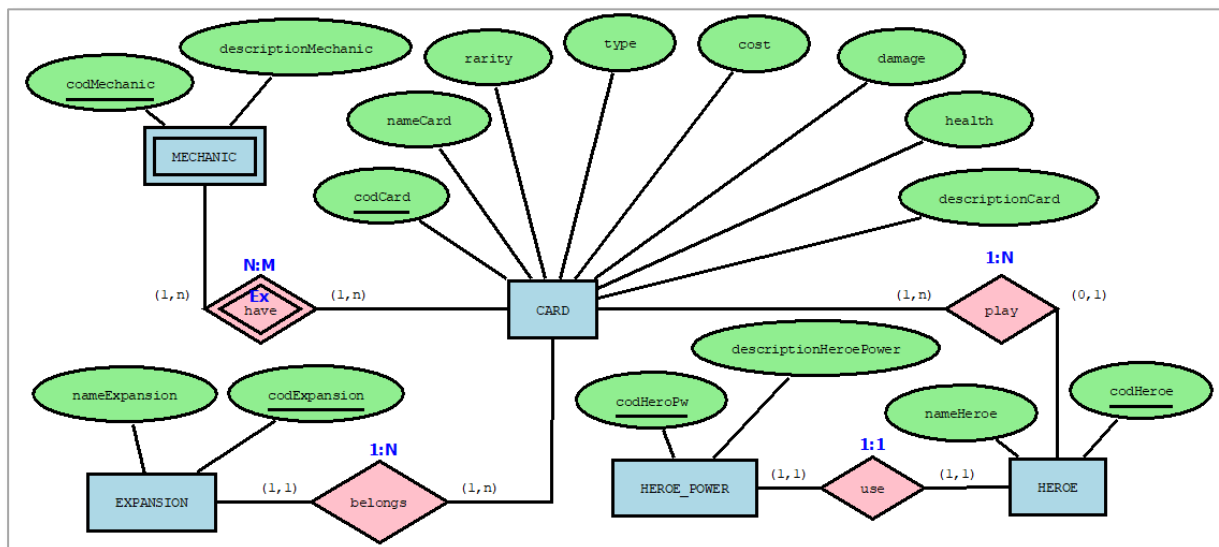 descriptionMechanic
codMechanic
MECHANIC
rarity
type
cost
damage
nameCard
health
codCard
descriptionCard
N:M
Ex
have
(1,n)
(1,n)
CARD
(1,n)
1:N
play
(0,1)
nameExpansion
codExpansion
EXPANSION
(1,1)
1:N
belongs
(1,n)
descriptionHeroePower
codHeroPw
HEROE_POWER
(1,1)
1:1
use
(1,1)
nameHeroe
codHeroe
HEROE